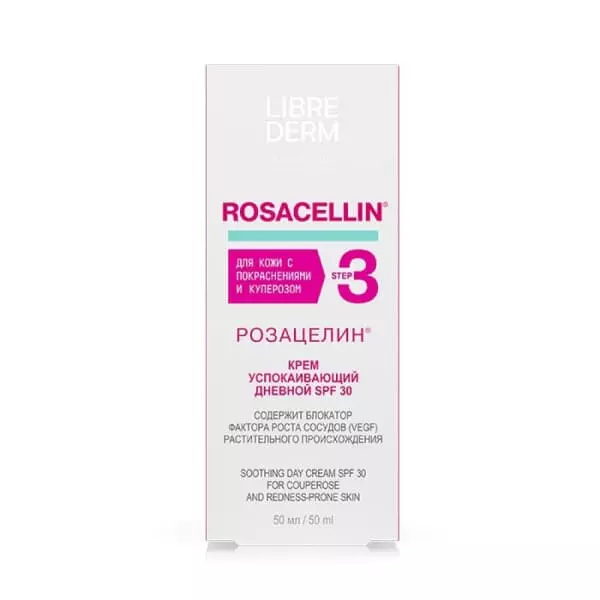 LIBRE
DERM
ROSACELLIN®
ДЛЯ КОЖИ С
ПОКРАСНЕНИЯМИ
И КУПЕРОЗОМ
STEP 3
РОЗАЦЕЛИН®
КРЕМ
УСПОКАИВАЮЩИЙ
ДНЕВНОЙ SPF 30
СОДЕРЖИТ БЛОКАТОР
ФАКТОРА РОСТА СОСУДОВ (VEGF)
РАСТИТЕЛЬНОГО ПРОИСХОЖДЕНИЯ
SOOTHING DAY CREAM SPF 30
FOR COUPEROSE
AND REDNESS-PRONE SKIN
50 мл / 50 ml